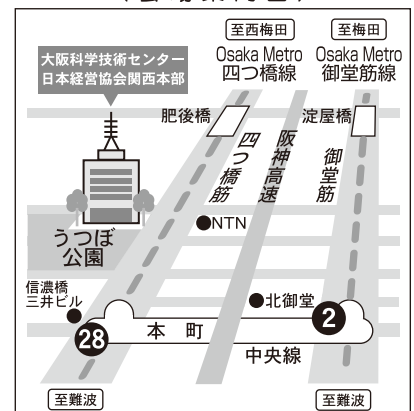 至西梅田
至梅田
Osaka Metro
四つ橋線
Osaka Metro
御堂筋線
大阪科学技術センター
日本経営協会関西本部
肥後橋
淀屋橋
四つ橋筋
阪神高速
御堂筋
NTN
うつぼ
公園
信濃橋
三井ビル
北御堂
2
28
本町
中央線
至難波
至難波